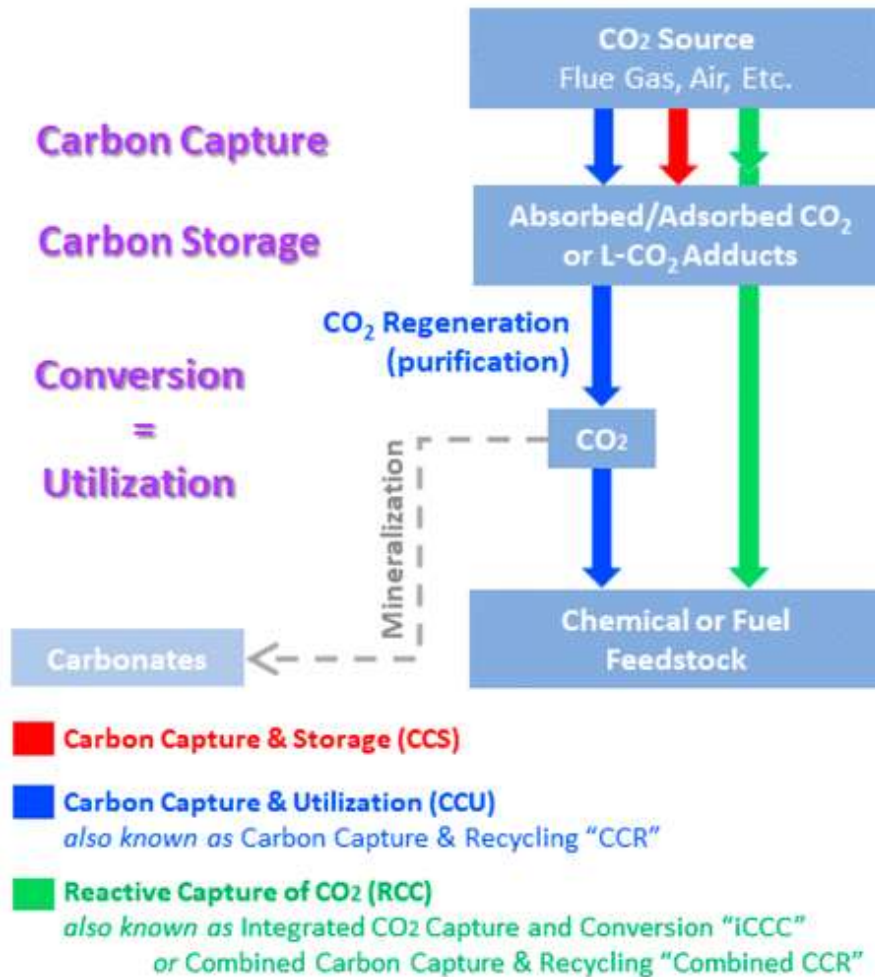 CO₂ Source
Flue Gas, Air, Etc.
Carbon Capture
Carbon Storage
Absorbed/Adsorbed CO₂
or L-CO₂ Adducts
CO₂ Regeneration
(purification)
Conversion
=
Utilization
CO₂
Mineralization
Carbonates
Chemical or Fuel
Feedstock
Carbon Capture & Storage (CCS)
Carbon Capture & Utilization (CCU)
also known as Carbon Capture & Recycling “CCR”
Reactive Capture of CO₂ (RCC)
also known as Integrated CO₂ Capture and Conversion “iCCC”
or Combined Carbon Capture & Recycling “Combined CCR”